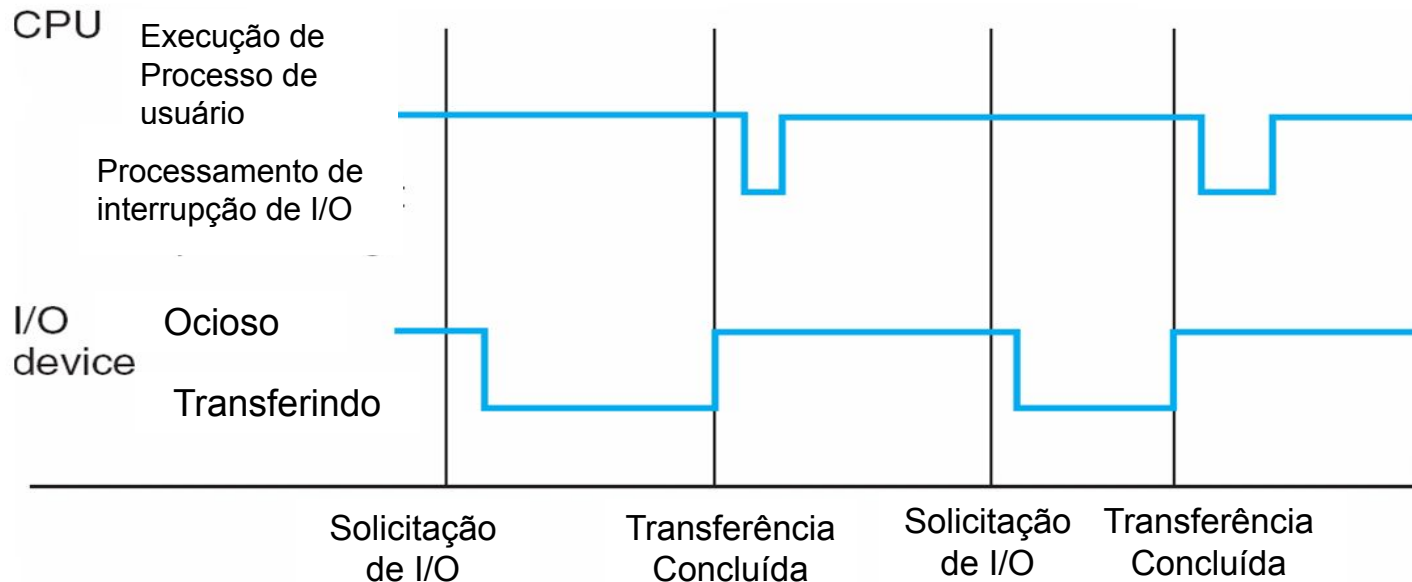 CPU
Execução de
Processo de
usuário
Processamento de
interrupção de I/O
I/O
device
Ocioso
Transferindo
Solicitação
de I/O
Transferência
Concluída
Solicitação
de I/O
Transferência
Concluída